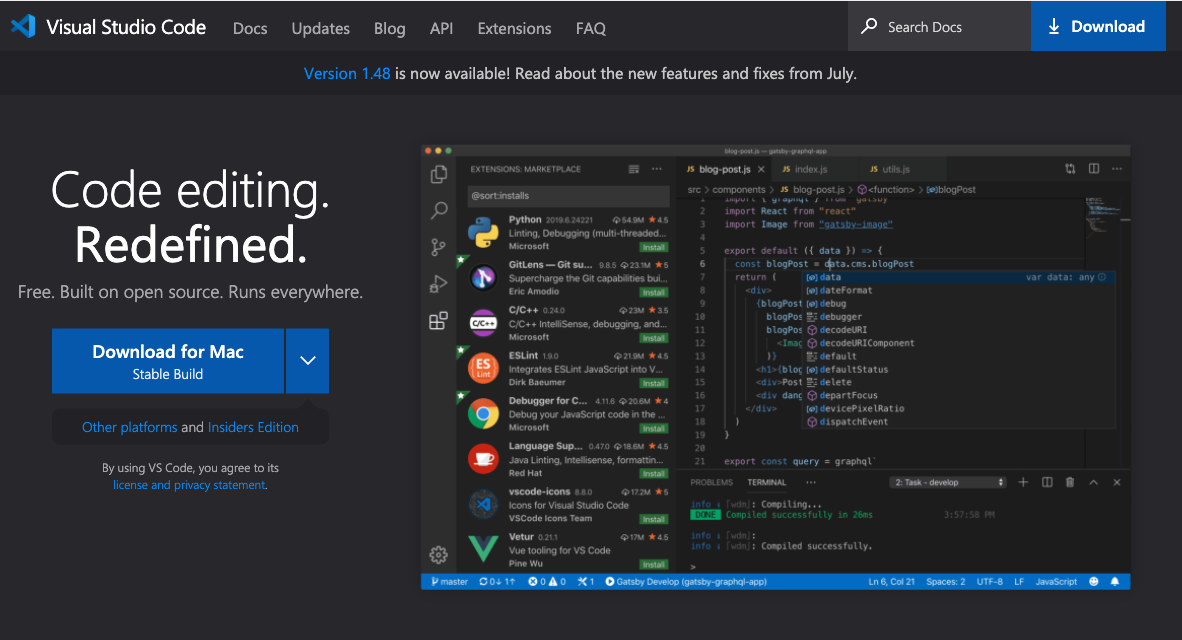 Visual Studio Code Docs Updates Blog API Extensions FAQ Search Docs Download
Version 1.48 is now available! Read about the new features and fixes from July.
Code editing.
Redefined.
Free. Built on open source. Runs everywhere.
Download for Mac
Stable Build
Other platforms and Insiders Edition
By using VS Code, you agree to its
license and privacy statement.
blog-post.js — gatsby-graphql-app
EXTENSIONS: MARKETPLACE
@sort:installs
Python 2019.6.24221 54.9M ★4.5
Linting, Debugging (multi-threaded...
Microsoft Install
GitLens — Git su... 9.8.5 23.1M ★5
Supercharge the Git capabilities bui...
Eric Amodio Install
C/C++ 0.24.0 23M ★3.5
C/C++
C/C++ IntelliSense, debugging, and...
Microsoft Install
ESLint 1.9.0 21.9M ★4.5
ES
Lint
Integrates ESLint JavaScript into V...
Dirk Baeumer Install
Debugger for C... 4.11.6 20.6M ★4
Debug your JavaScript code in the ...
Microsoft Install
Language Sup... 0.47.0 18.6M ★4.5
Java Linting, Intellisense, formattin...
Red Hat Install
vscode-icons 8.8.0 17.2M ★5
Icons for Visual Studio Code
VSCode Icons Team Install
Vetur 0.21.1 17M ★4.5
Vue tooling for VS Code
Pine Wu Install
JS blog-post.js JS index.js JS utils.js
src > components > JS blog-post.js > <function> > blogPost
1 import { graphql } from "gatsby"
2 import React from "react"
3 import Image from "gatsby-image"
4
5 export default ({ data }) => {
6 const blogPost = data.cms.blogPost
7 return ( data var data: any
8 <div> dateFormat
9 {blogPost debug
10 blogPos debugger
11 blogPos decodeURI
12 <Imag decodeURIComponent
13 )} default
14 <h1>{blog defaultStatus
15 <div>Post delete
16 <div dang departFocus
17 </div> devicePixelRatio
18 ) dispatchEvent
19 }
20
21 export const query = graphql`
PROBLEMS TERMINAL ... 2: Task - develop
info ↓ [wdm]: Compiling...
DONE Compiled successfully in 26ms 3:57:58 PM
info ↓ [wdm]:
info ↓ [wdm]: Compiled successfully.
>
master 0↓ 1↑ 0 0 1 Gatsby Develop (gatsby-graphql-app) Ln 6, Col 21 Spaces: 2 UTF-8 LF JavaScript